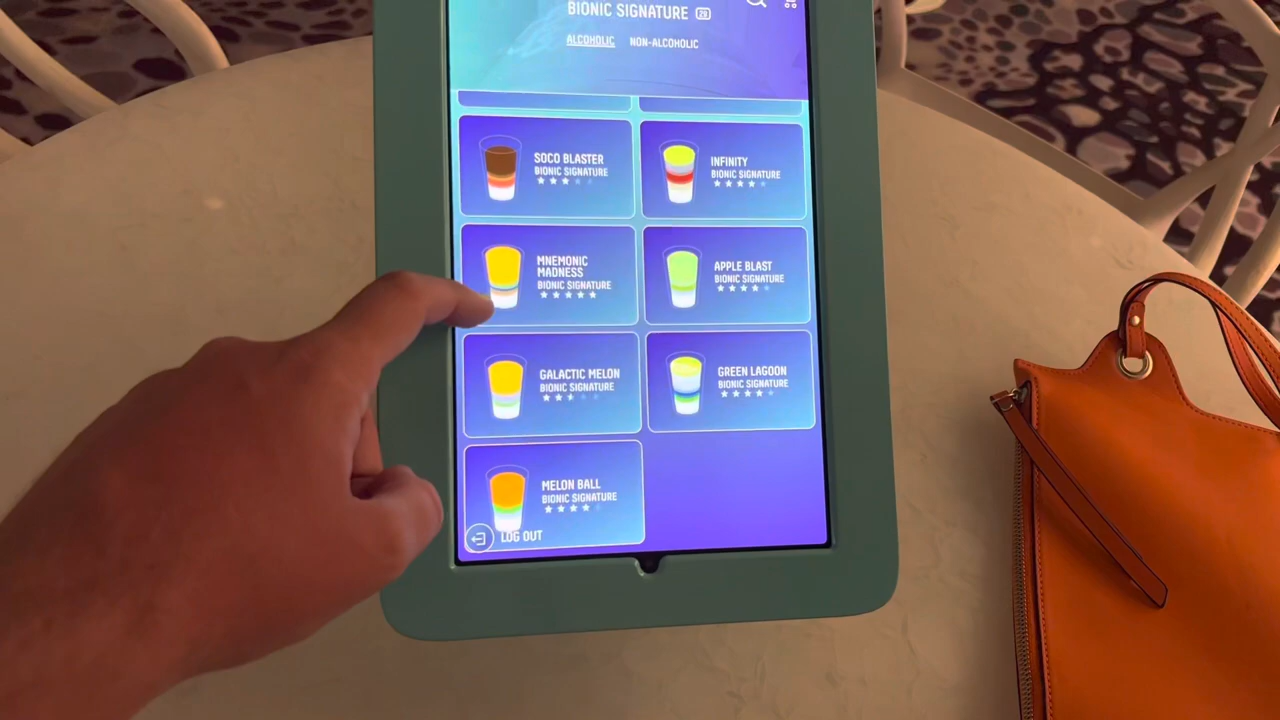 BIONIC SIGNATURE 29
ALCOHOLIC NON-ALCOHOLIC
SOCO BLASTER
BIONIC SIGNATURE
INFINITY
BIONIC SIGNATURE
MNEMONIC
MADNESS
BIONIC SIGNATURE
APPLE BLAST
BIONIC SIGNATURE
GALACTIC MELON
BIONIC SIGNATURE
GREEN LAGOON
BIONIC SIGNATURE
MELON BALL
BIONIC SIGNATURE
LOG OUT